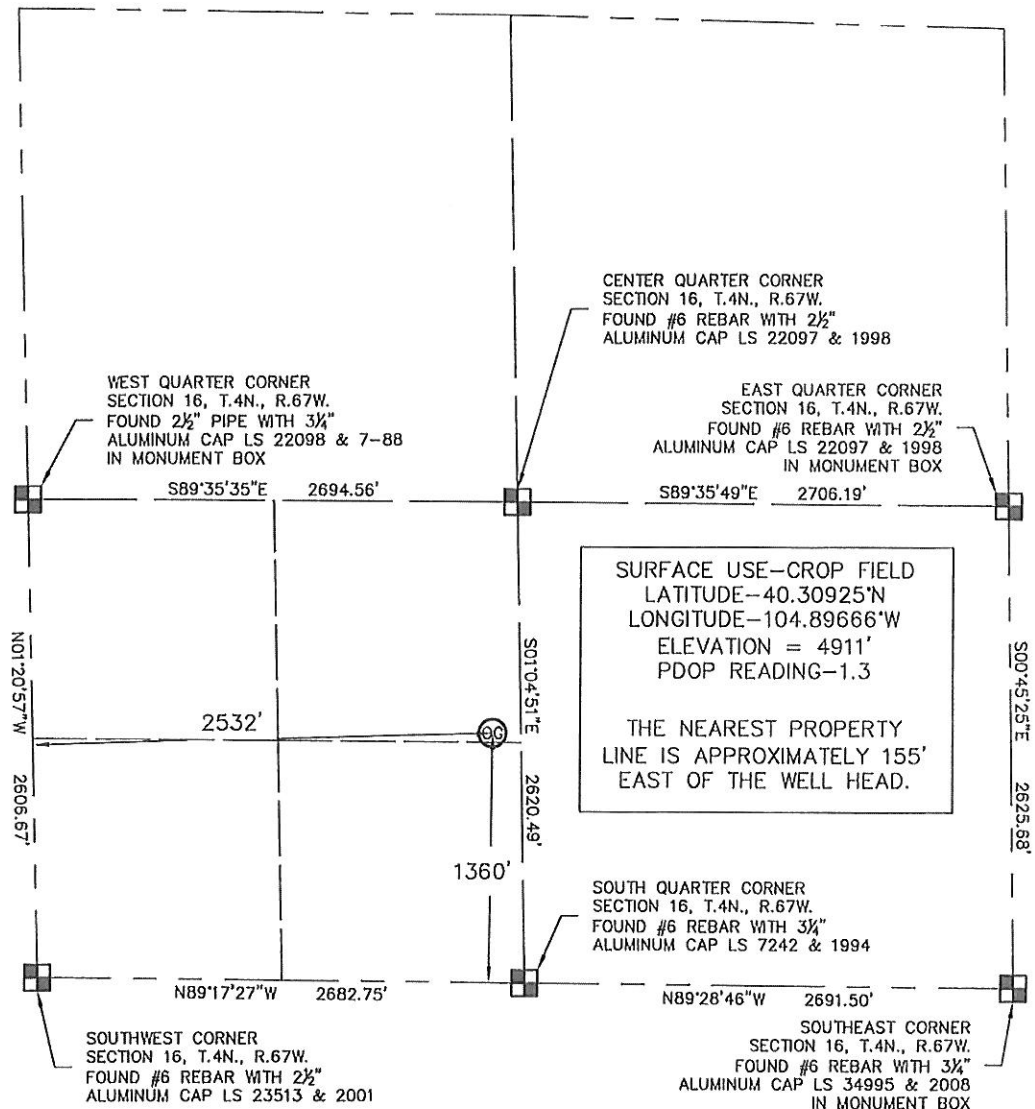 CENTER QUARTER CORNER
SECTION 16, T.4N., R.67W.
FOUND #6 REBAR WITH 2½"
ALUMINUM CAP LS 22097 & 1998
WEST QUARTER CORNER
SECTION 16, T.4N., R.67W.
FOUND 2½" PIPE WITH 3¼"
ALUMINUM CAP LS 22098 & 7-88
IN MONUMENT BOX
EAST QUARTER CORNER
SECTION 16, T.4N., R.67W.
FOUND #6 REBAR WITH 2½"
ALUMINUM CAP LS 22097 & 1998
IN MONUMENT BOX
S89°35'35"E 2694.56'
S89°35'49"E 2706.19'
SURFACE USE-CROP FIELD
LATITUDE-40.30925°N
LONGITUDE-104.89666°W
ELEVATION = 4911'
PDOP READING-1.3
THE NEAREST PROPERTY
LINE IS APPROXIMATELY 155'
EAST OF THE WELL HEAD.
N01°20'57"W 2606.67'
S01°04'51"E 2620.49'
S00°45'25"E 2625.68'
2532'
OG
1360'
SOUTH QUARTER CORNER
SECTION 16, T.4N., R.67W.
FOUND #6 REBAR WITH 3¼"
ALUMINUM CAP LS 7242 & 1994
N89°17'27"W 2682.75'
N89°28'46"W 2691.50'
SOUTHWEST CORNER
SECTION 16, T.4N., R.67W.
FOUND #6 REBAR WITH 2½"
ALUMINUM CAP LS 23513 & 2001
SOUTHEAST CORNER
SECTION 16, T.4N., R.67W.
FOUND #6 REBAR WITH 3¼"
ALUMINUM CAP LS 34995 & 2008
IN MONUMENT BOX